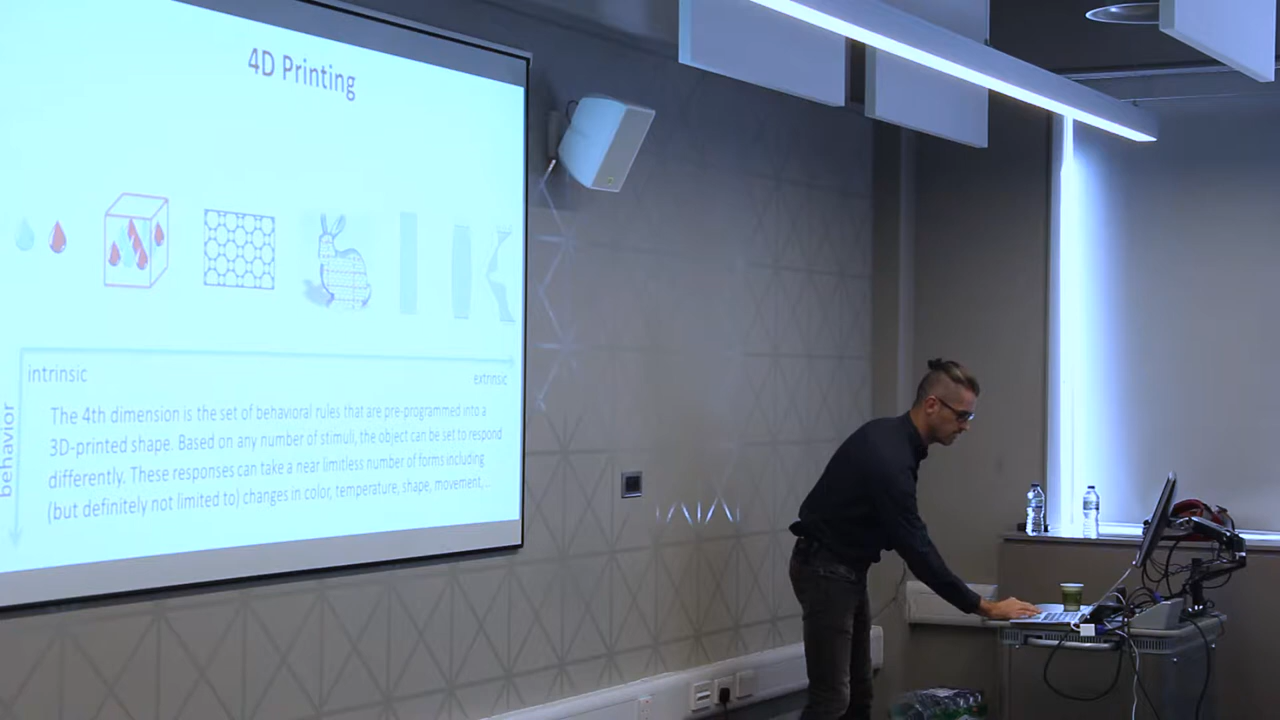 4D Printing
intrinsic
extrinsic
behavior
The 4th dimension is the set of behavioral rules that are pre-programmed into a
3D-printed shape. Based on any number of stimuli, the object can be set to respond
differently. These responses can take a near limitless number of forms including
(but definitely not limited to) changes in color, temperature, shape, movement,...